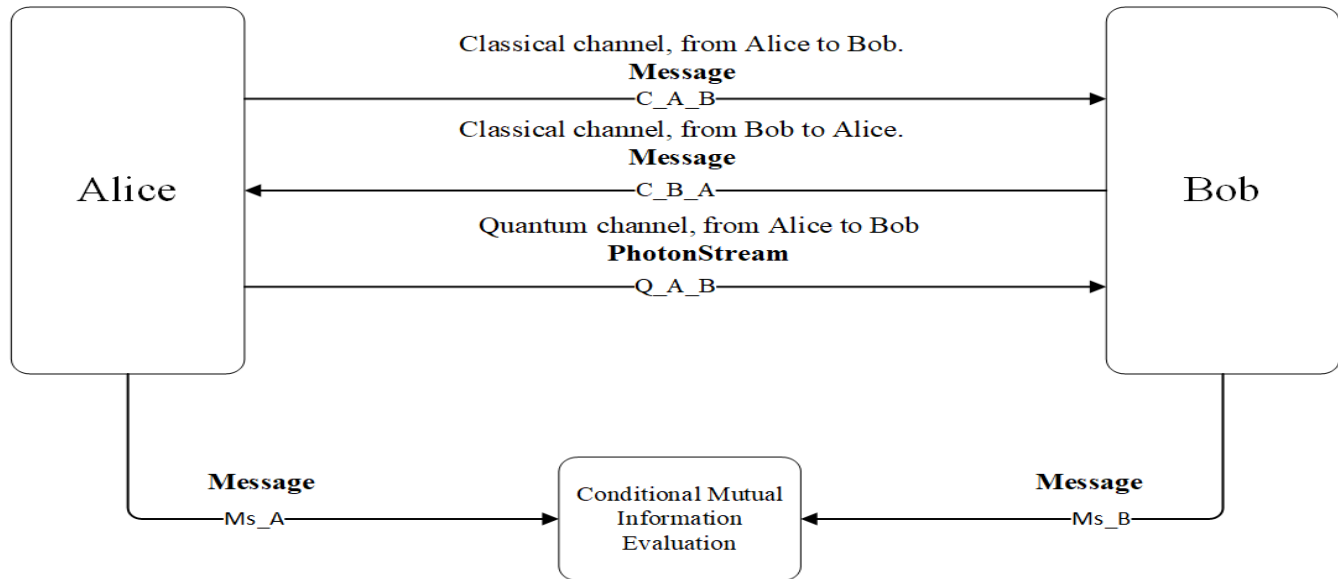 Classical channel, from Alice to Bob.
Message
C_A_B
Classical channel, from Bob to Alice.
Message
Alice
C_B_A
Bob
Quantum channel, from Alice to Bob
PhotonStream
Q_A_B
Message
Ms_A
Conditional Mutual
Information
Evaluation
Message
Ms_B